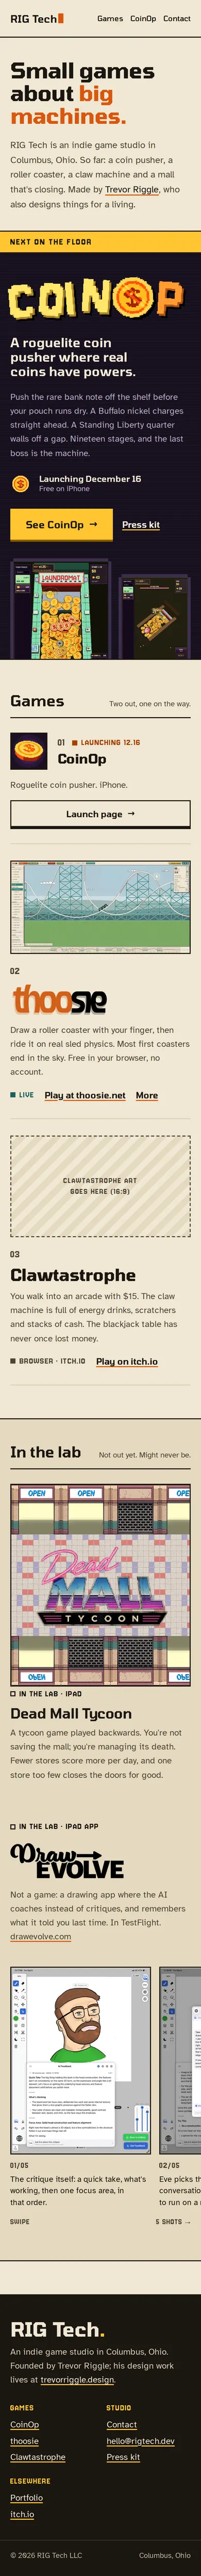 RIG Tech
Games CoinOp Contact
Small games
about big
machines.
RIG Tech is an indie game studio in
Columbus, Ohio. So far: a coin pusher, a
roller coaster, a claw machine and a mall
that's closing. Made by Trevor Riggle, who
also designs things for a living.
NEXT ON THE FLOOR
COINOP
A roguelite coin
pusher where real
coins have powers.
Push the rare bank note off the shelf before
your pouch runs dry. A Buffalo nickel charges
straight ahead. A Standing Liberty quarter
walls off a gap. Nineteen stages, and the last
boss is the machine.
Launching December 16
Free on iPhone
See CoinOp →
Press kit
LAUNDROMAT
Games
Two out, one on the way.
01 LAUNCHING 12.16
CoinOp
Roguelite coin pusher. iPhone.
Launch page →
02
thoosie
Draw a roller coaster with your finger, then
ride it on real sled physics. Most first coasters
end in the sky. Free in your browser, no
account.
LIVE Play at thoosie.net More
CLAWTASTROPHE ART
GOES HERE (16:9)
03
Clawtastrophe
You walk into an arcade with $15. The claw
machine is full of energy drinks, scratchers
and stacks of cash. The blackjack table has
never once lost money.
BROWSER · ITCH.IO Play on itch.io
In the lab
Not out yet. Might never be.
OPEN OPEN OPEN
Dead
MALL
TYCOON
IN THE LAB · IPAD
Dead Mall Tycoon
A tycoon game played backwards. You're not
saving the mall; you're managing its death.
Fewer stores score more per day, and one
store too few closes the doors for good.
IN THE LAB · IPAD APP
Draw
EVOLVE
Not a game: a drawing app where the AI
coaches instead of critiques, and remembers
what it told you last time. In TestFlight.
drawevolve.com
01/05
The critique itself: a quick take, what's
working, then one focus area, in
that order.
02/05
Eve picks th
conversatio
to run on a r
SWIPE
5 SHOTS →
RIG Tech.
An indie game studio in Columbus, Ohio.
Founded by Trevor Riggle; his design work
lives at trevorriggle.design.
GAMES
CoinOp
thoosie
Clawtastrophe
STUDIO
Contact
hello@rigtech.dev
Press kit
ELSEWHERE
Portfolio
itch.io
© 2026 RIG Tech LLC
Columbus, Ohio